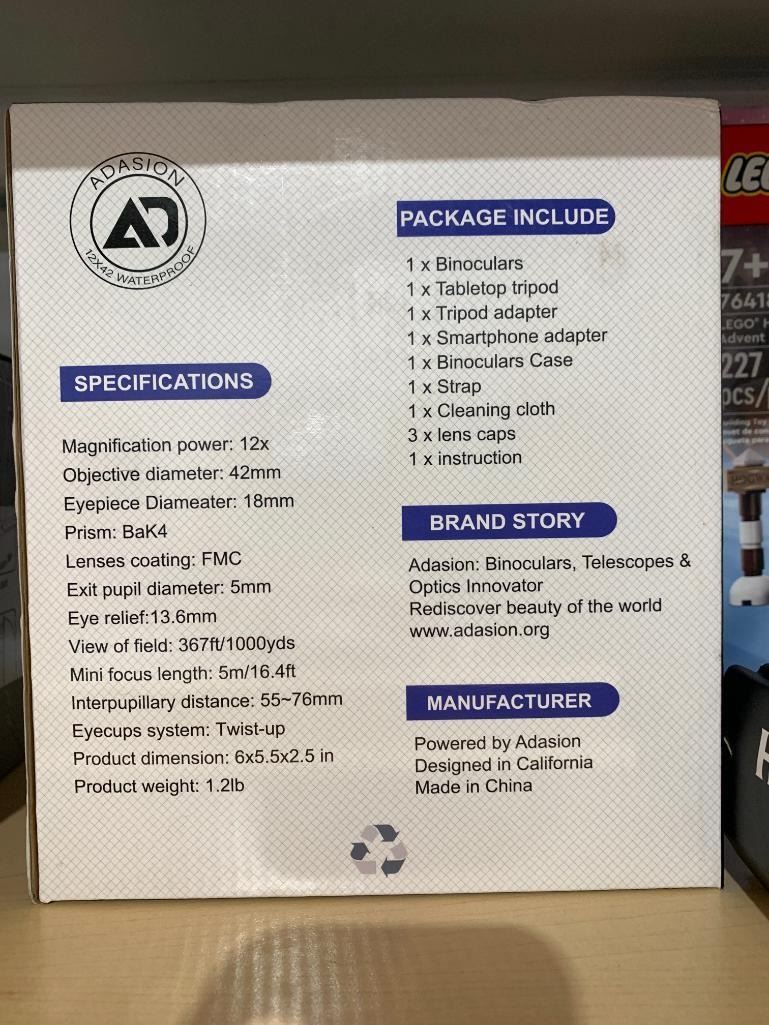 ADASION
AD
12X42 WATERPROOF
SPECIFICATIONS
Magnification power: 12x
Objective diameter: 42mm
Eyepiece Diameater: 18mm
Prism: BaK4
Lenses coating: FMC
Exit pupil diameter: 5mm
Eye relief:13.6mm
View of field: 367ft/1000yds
Mini focus length: 5m/16.4ft
Interpupillary distance: 55~76mm
Eyecups system: Twist-up
Product dimension: 6x5.5x2.5 in
Product weight: 1.2lb
PACKAGE INCLUDE
1 x Binoculars
1 x Tabletop tripod
1 x Tripod adapter
1 x Smartphone adapter
1 x Binoculars Case
1 x Strap
1 x Cleaning cloth
3 x lens caps
1 x instruction
BRAND STORY
Adasion: Binoculars, Telescopes &
Optics Innovator
Rediscover beauty of the world
www.adasion.org
MANUFACTURER
Powered by Adasion
Designed in California
Made in China
7+
76418
LEGO® H
Advent
227